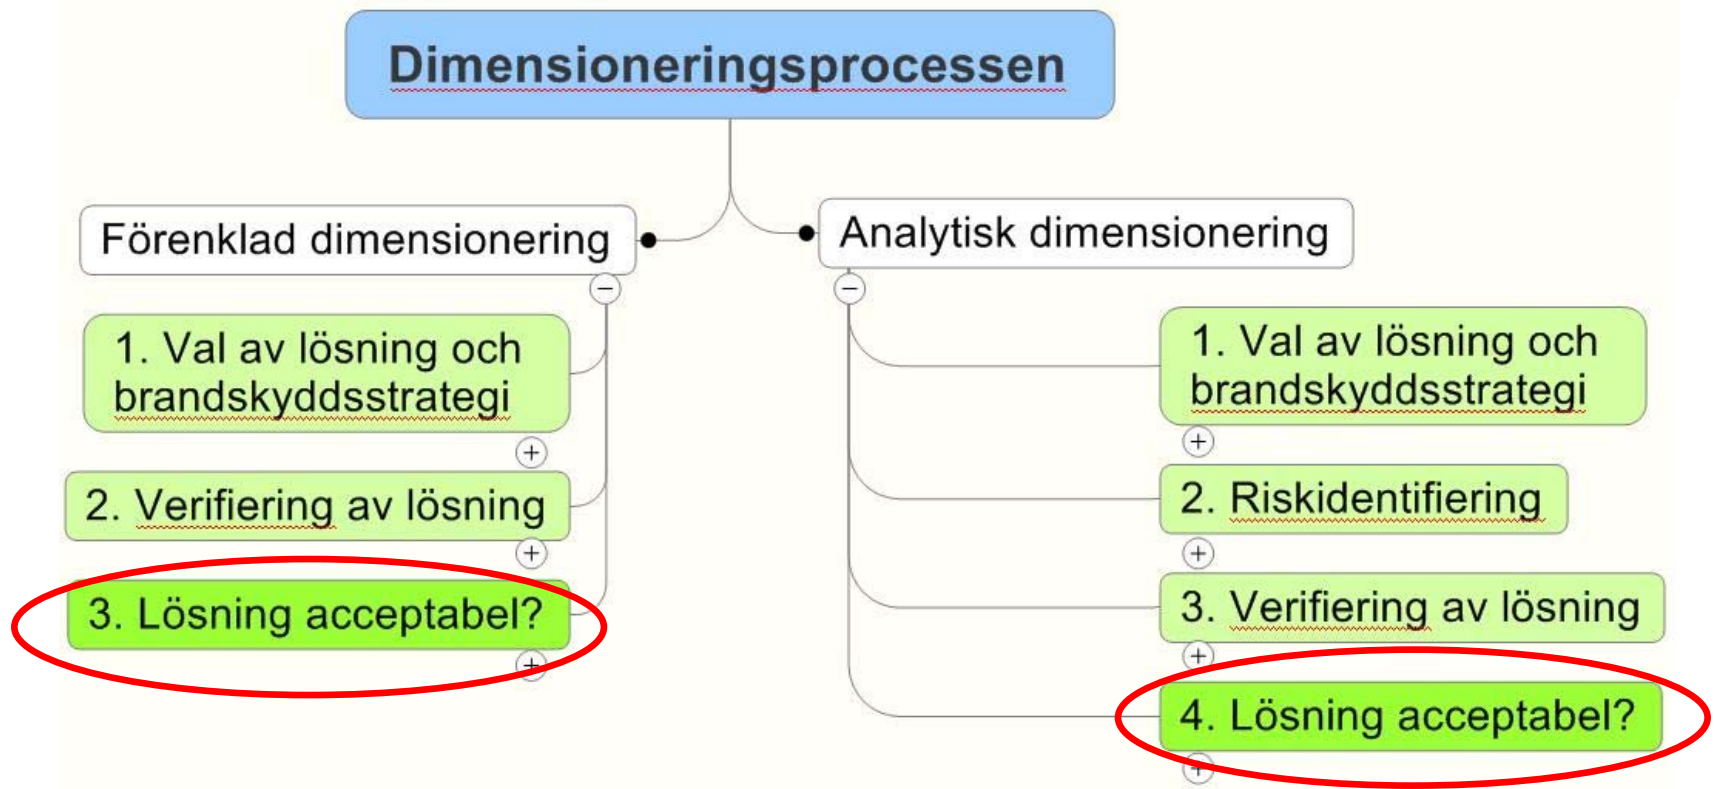 Dimensioneringsprocessen
Förenklad dimensionering
1. Val av lösning och
brandskyddsstrategi
2. Verifiering av lösning
3. Lösning acceptabel?
Analytisk dimensionering
1. Val av lösning och
brandskyddsstrategi
2. Riskidentifiering
3. Verifiering av lösning
4. Lösning acceptabel?